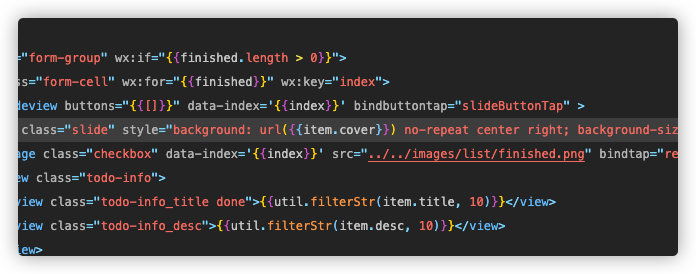 ="form-group" wx:if="{{finished.length > 0}}">
ss="form-cell" wx:for="{{finished}}" wx:key="index">
deview buttons="{{[]}}" data-index='{{index}}' bindbuttontap="slideButtonTap" >
class="slide" style="background: url({{item.cover}}) no-repeat center right; background-siz
age class="checkbox" data-index='{{index}}' src="../../images/list/finished.png" bindtap="re
ew class="todo-info">
view class="todo-info_title done">{{util.filterStr(item.title, 10)}}</view>
view class="todo-info_desc">{{util.filterStr(item.desc, 10)}}</view>
iew>